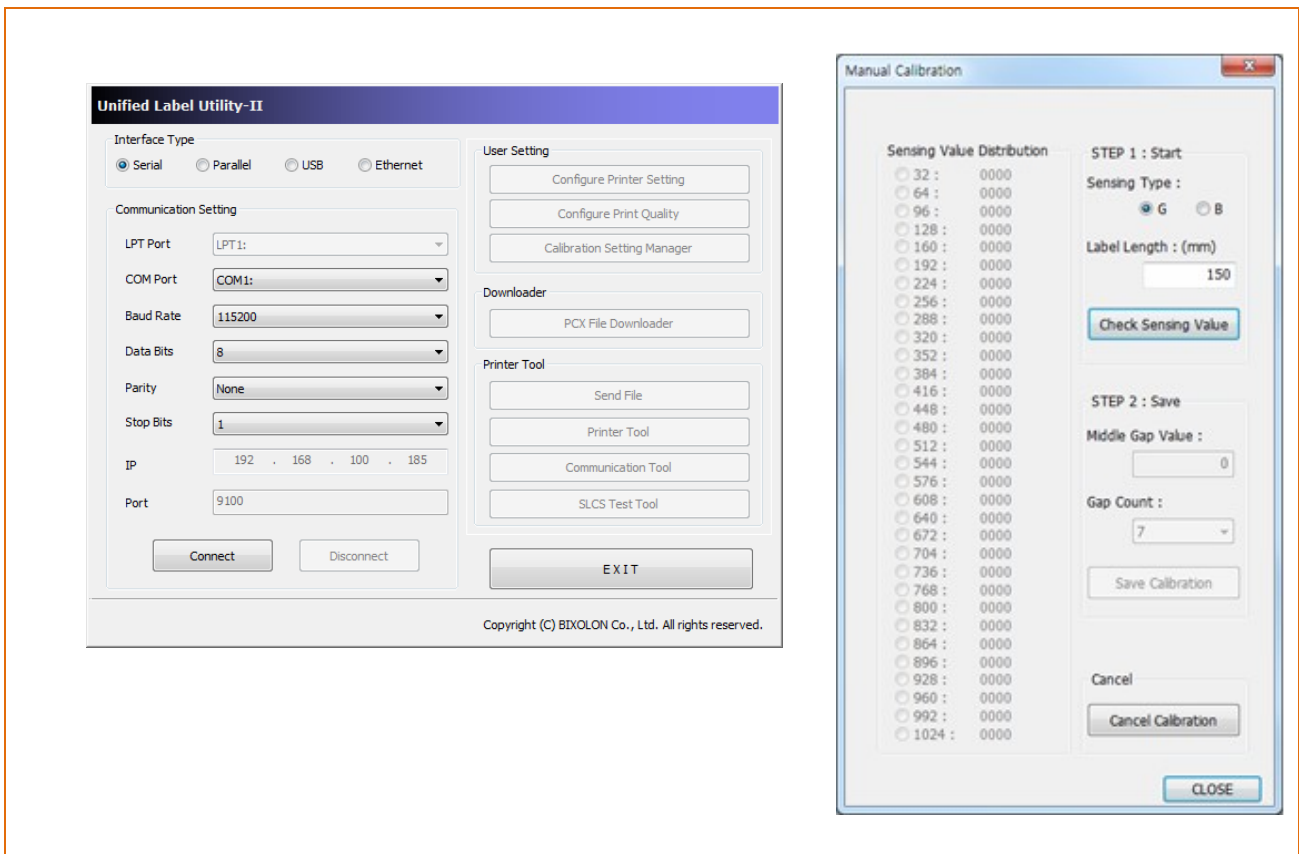 Unified Label Utility-II
Interface Type
Serial Parallel USB Ethernet
Communication Setting
LPT Port LPT1:
COM Port COM1:
Baud Rate 115200
Data Bits 8
Parity None
Stop Bits 1
IP 192 . 168 . 100 . 185
Port 9100
Connect Disconnect
User Setting
Configure Printer Setting
Configure Print Quality
Calibration Setting Manager
Downloader
PCX File Downloader
Printer Tool
Send File
Printer Tool
Communication Tool
SLCS Test Tool
EXIT
Copyright (C) BIXOLON Co., Ltd. All rights reserved.
Manual Calibration
Sensing Value Distribution
32 : 0000
64 : 0000
96 : 0000
128 : 0000
160 : 0000
192 : 0000
224 : 0000
256 : 0000
288 : 0000
320 : 0000
352 : 0000
384 : 0000
416 : 0000
448 : 0000
480 : 0000
512 : 0000
544 : 0000
576 : 0000
608 : 0000
640 : 0000
672 : 0000
704 : 0000
736 : 0000
768 : 0000
800 : 0000
832 : 0000
864 : 0000
896 : 0000
928 : 0000
960 : 0000
992 : 0000
1024 : 0000
STEP 1 : Start
Sensing Type :
G B
Label Length : (mm)
150
Check Sensing Value
STEP 2 : Save
Middle Gap Value :
0
Gap Count :
7
Save Calibration
Cancel
Cancel Calibration
CLOSE